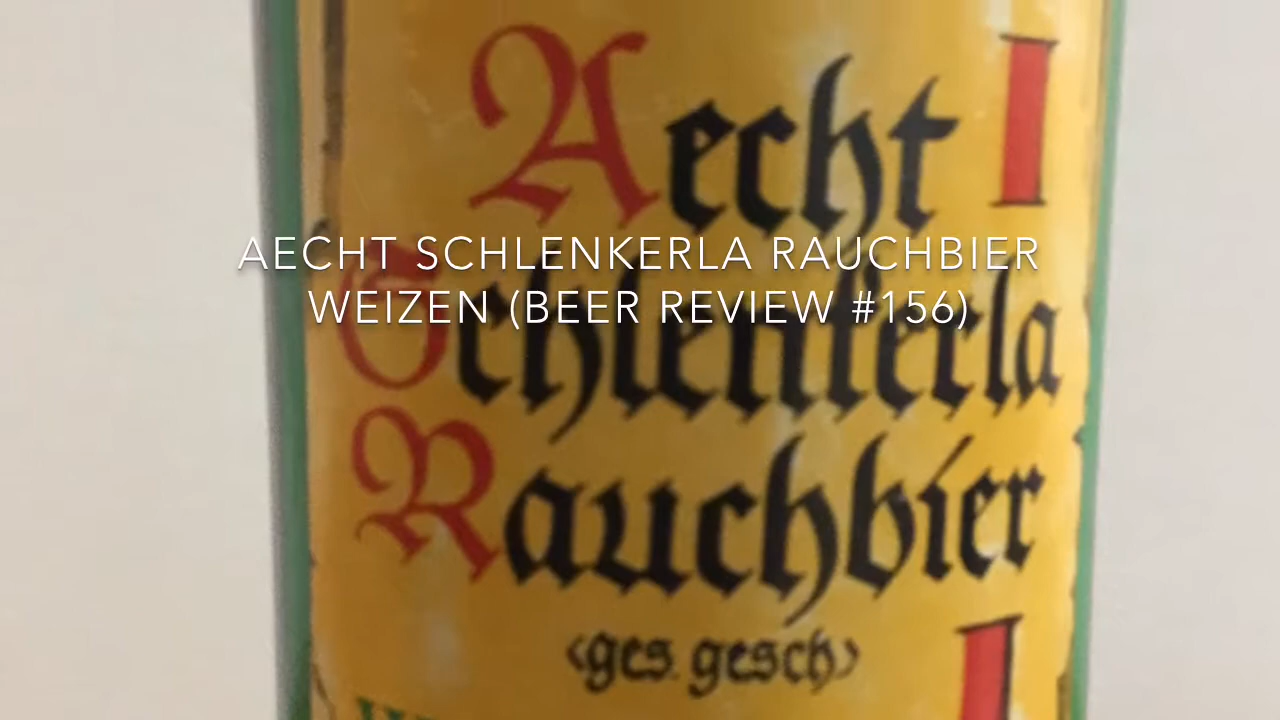 Aecht
AECHT SCHLENKERLA RAUCHBIER
WEIZEN (BEER REVIEW #156)
Schlenkerla
Rauchbier
‹ges. gesch›